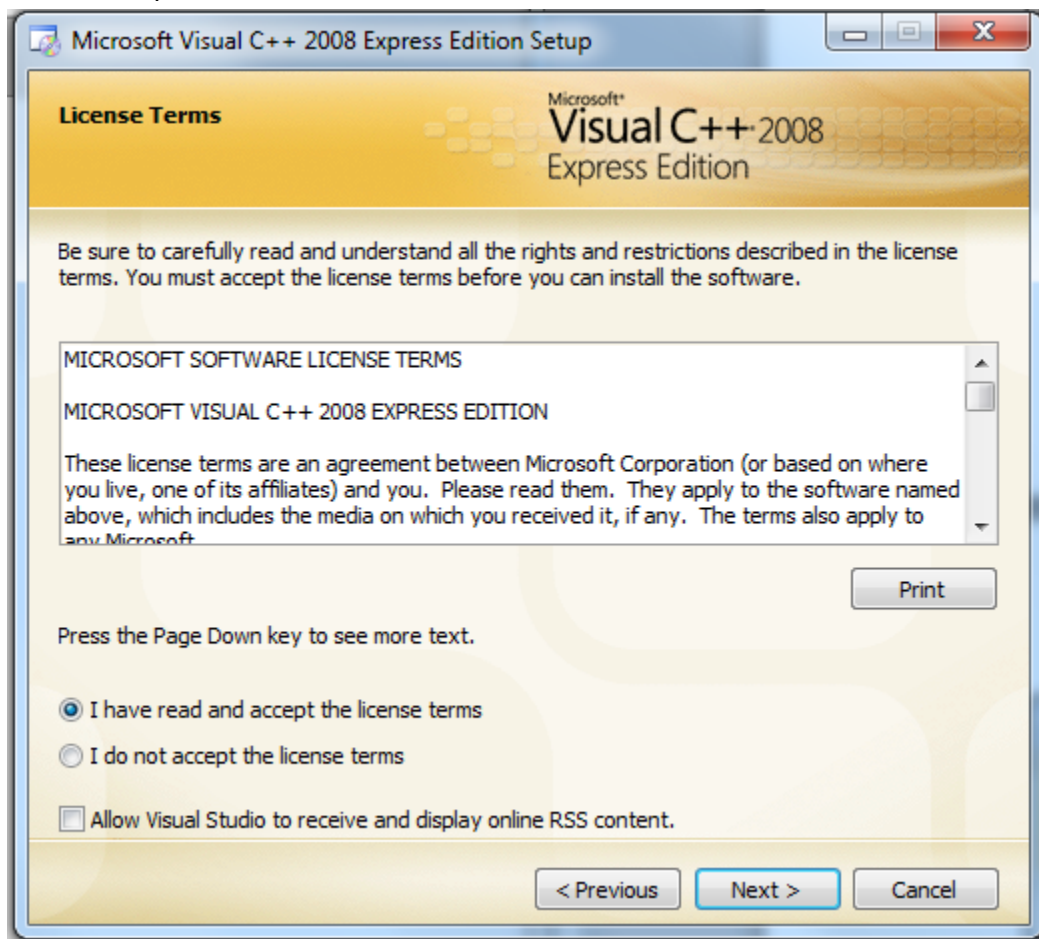 Microsoft Visual C++ 2008 Express Edition Setup
License Terms
Microsoft®
Visual C++ 2008
Express Edition
Be sure to carefully read and understand all the rights and restrictions described in the license
terms. You must accept the license terms before you can install the software.
MICROSOFT SOFTWARE LICENSE TERMS
MICROSOFT VISUAL C++ 2008 EXPRESS EDITION
These license terms are an agreement between Microsoft Corporation (or based on where
you live, one of its affiliates) and you. Please read them. They apply to the software named
above, which includes the media on which you received it, if any. The terms also apply to
any Microsoft
Print
Press the Page Down key to see more text.
I have read and accept the license terms
I do not accept the license terms
Allow Visual Studio to receive and display online RSS content.
< Previous
Next >
Cancel